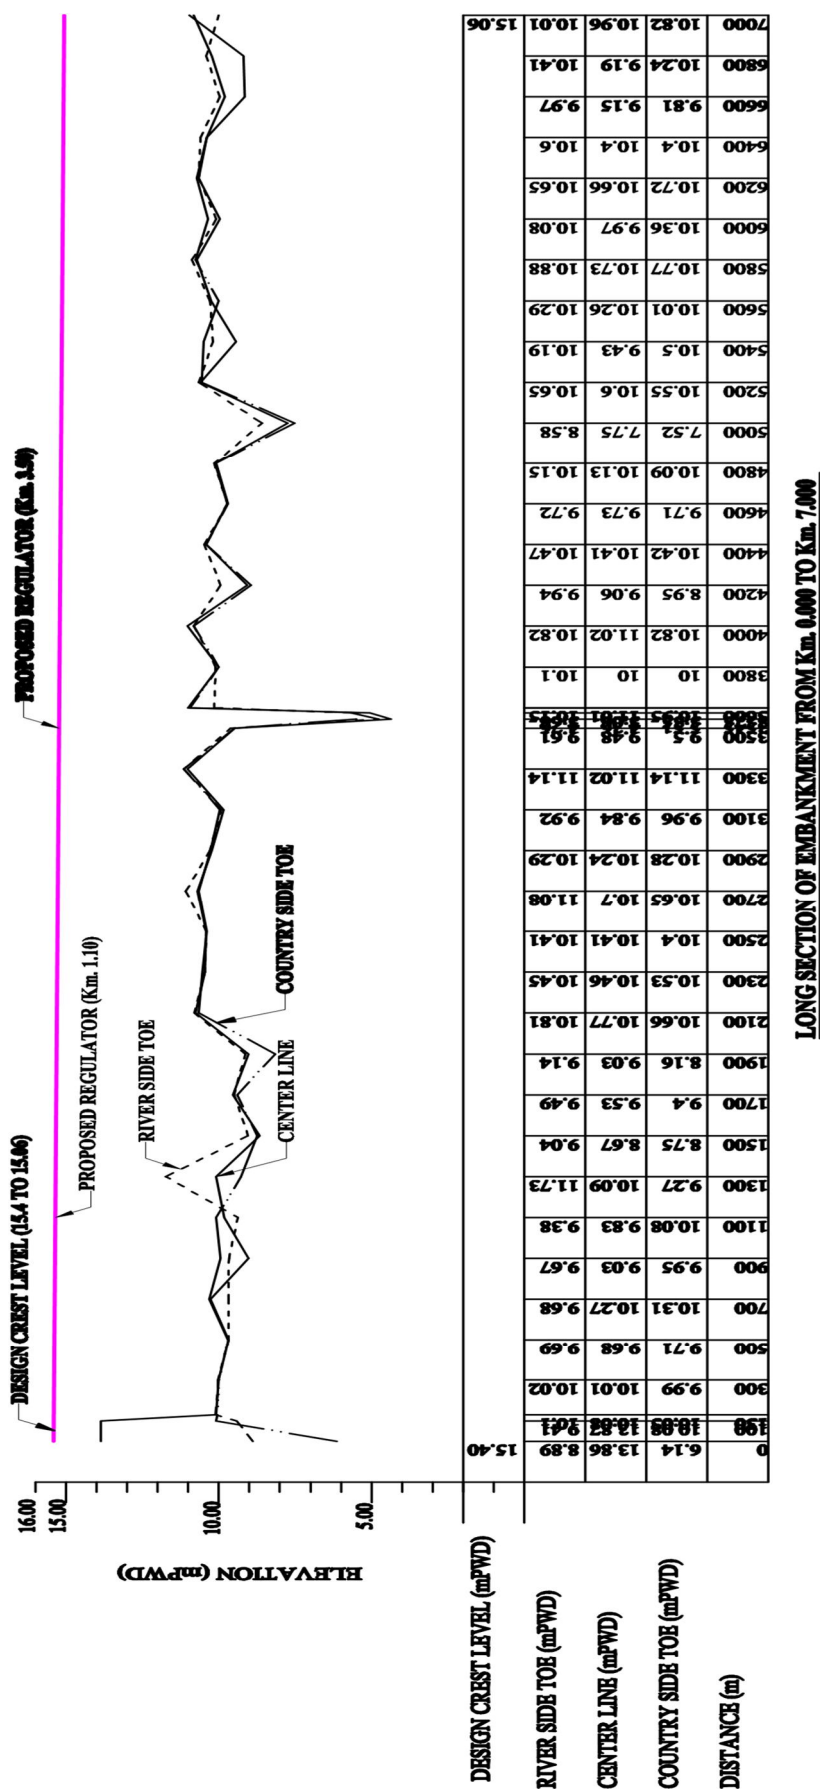 DESIGN CREST LEVEL (15.4 TO 15.06)
PROPOSED REGULATOR (Km. 1.10)
PROPOSED REGULATOR (Km. 3.50)
RIVER SIDE TOE
CENTER LINE
COUNTRY SIDE TOE
ELEVATION (mPWD)
16.00
15.00
10.00
5.00
DESIGN CREST LEVEL (mPWD) 15.40 15.06
RIVER SIDE TOE (mPWD) 8.89 9.41 10.02 9.69 9.68 9.67 9.38 11.73 9.04 9.49 9.14 10.81 10.45 10.41 11.08 10.29 9.92 11.14 9.61 10.1 10.82 9.94 10.47 9.72 10.15 8.58 10.65 10.19 10.29 10.88 10.08 10.65 10.6 9.97 10.41 10.01
CENTER LINE (mPWD) 13.86 13.87 10.01 9.68 10.27 9.03 9.83 10.09 8.67 9.53 9.03 10.77 10.46 10.41 10.7 10.24 9.84 11.02 9.48 10 11.02 9.06 10.41 9.73 10.13 7.75 10.6 9.43 10.26 10.73 9.97 10.66 10.4 9.15 9.19 10.96
COUNTRY SIDE TOE (mPWD) 6.14 10.08 9.99 9.71 10.31 9.95 10.08 9.27 8.75 9.4 8.16 10.66 10.53 10.4 10.65 10.28 9.96 11.14 9.5 10 10.82 8.95 10.42 9.71 10.09 7.52 10.55 10.5 10.01 10.77 10.36 10.72 10.4 9.81 10.24 10.82
DISTANCE (m) 0 100 300 500 700 900 1100 1300 1500 1700 1900 2100 2300 2500 2700 2900 3100 3300 3500 3800 4000 4200 4400 4600 4800 5000 5200 5400 5600 5800 6000 6200 6400 6600 6800 7000
LONG SECTION OF EMBANKMENT FROM Km. 0.000 TO Km. 7.000